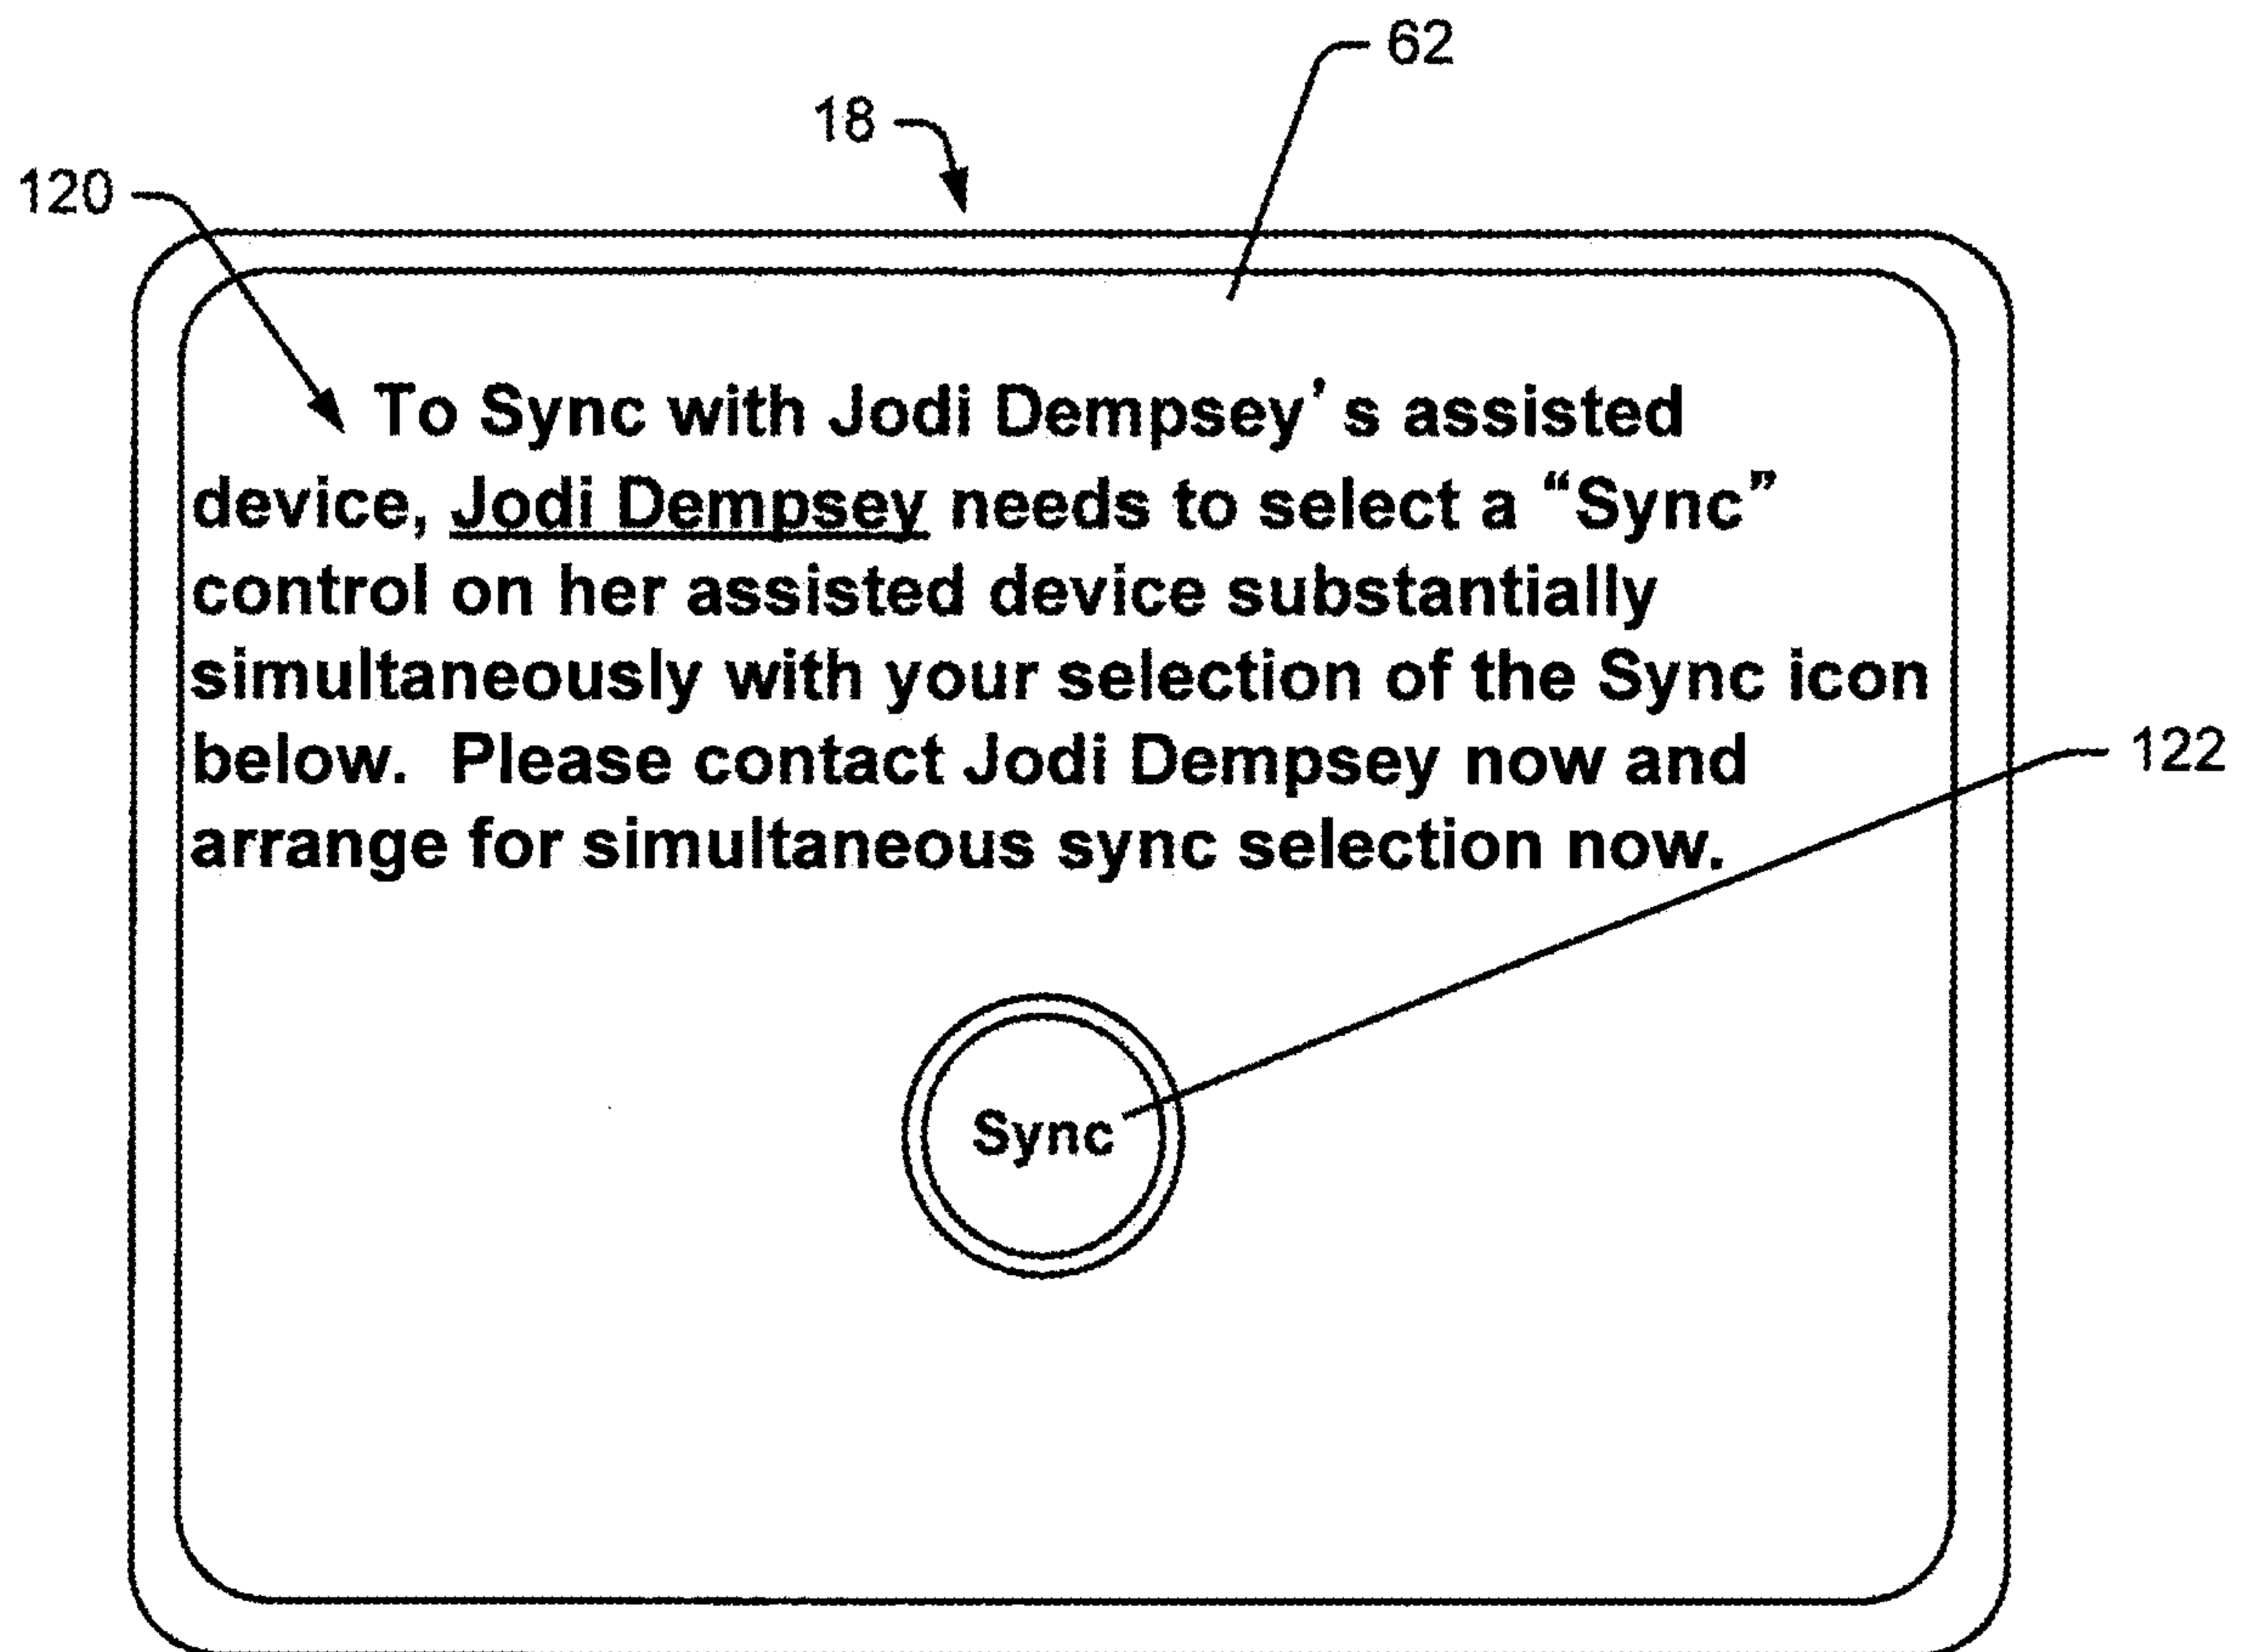 62
18
120
To Sync with Jodi Dempsey's assisted
device, Jodi Dempsey needs to select a “Sync”
control on her assisted device substantially
simultaneously with your selection of the Sync icon
below.  Please contact Jodi Dempsey now and
arrange for simultaneous sync selection now.
122
Sync